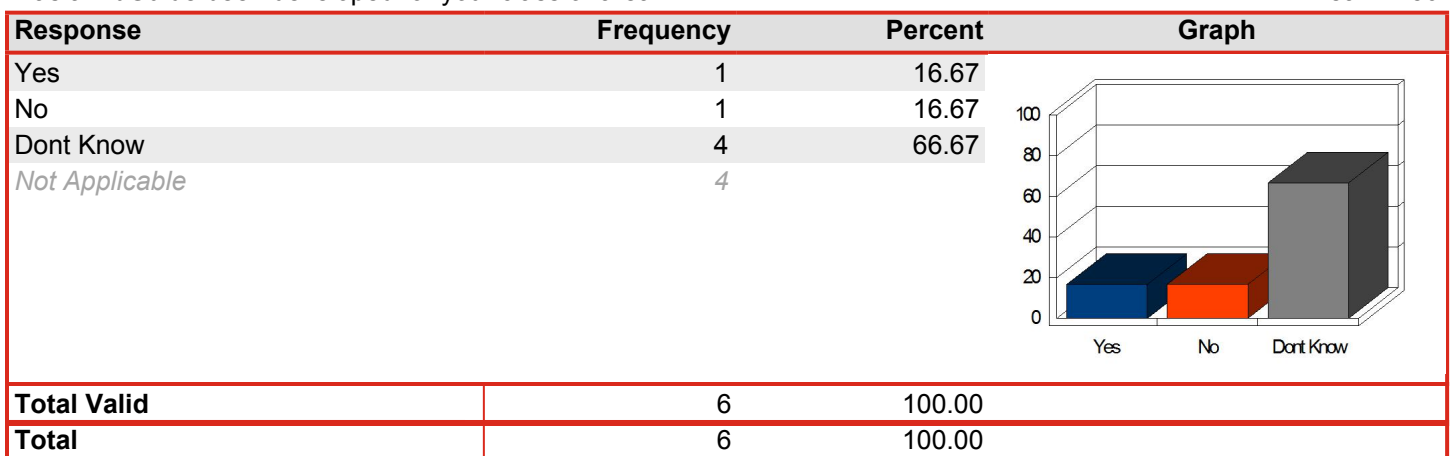 Response Frequency Percent Graph
Yes 1 16.67
No 1 16.67
Dont Know 4 66.67
Not Applicable 4
100
80
60
40
20
0
Yes No Dont Know
Total Valid 6 100.00
Total 6 100.00